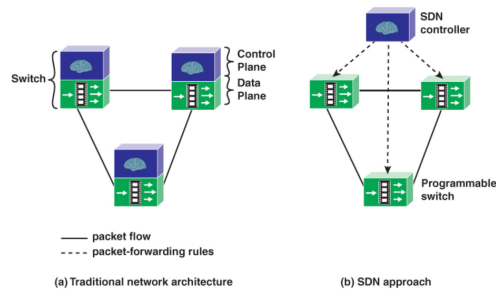 Switch
Control
Plane
Data
Plane
SDN
controller
Programmable
switch
packet flow
packet-forwarding rules
(a) Traditional network architecture
(b) SDN approach